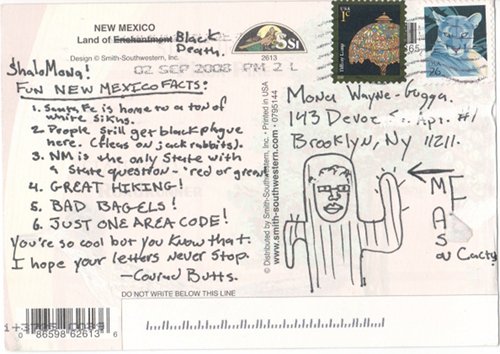 NEW MEXICO
Land of Enchantment Black Death.
Design © Smith-Southwestern, Inc.
2613
SSI
02 SEP 2008 PM 2 L
USA 1¢
Tiffany Lamp
USA 26
ShaloMona!
FUN NEW MEXICO FACTS:
1. Santa Fe is home to a ton of
white Sikhs.
2. People still get black plague
here. (fleas on jack rabbits).
3. NM is the only State with
a State question - 'red or green'
4. GREAT HIKING!
5. BAD BAGELS!
6. JUST ONE AREA CODE!
You're so cool but you know that.
I hope your letters Never Stop.
- Conrad Butts.
© Distributed by Smith-Southwestern, Inc. • Printed in USA
www.smith-southwestern.com • 0795144
Mona Wayne-Gugga.
143 Devoe St. Apt. #1
Brooklyn, Ny 11211.
MF AS
a Cacty!
DO NOT WRITE BELOW THIS LINE
0 86598 62613 6